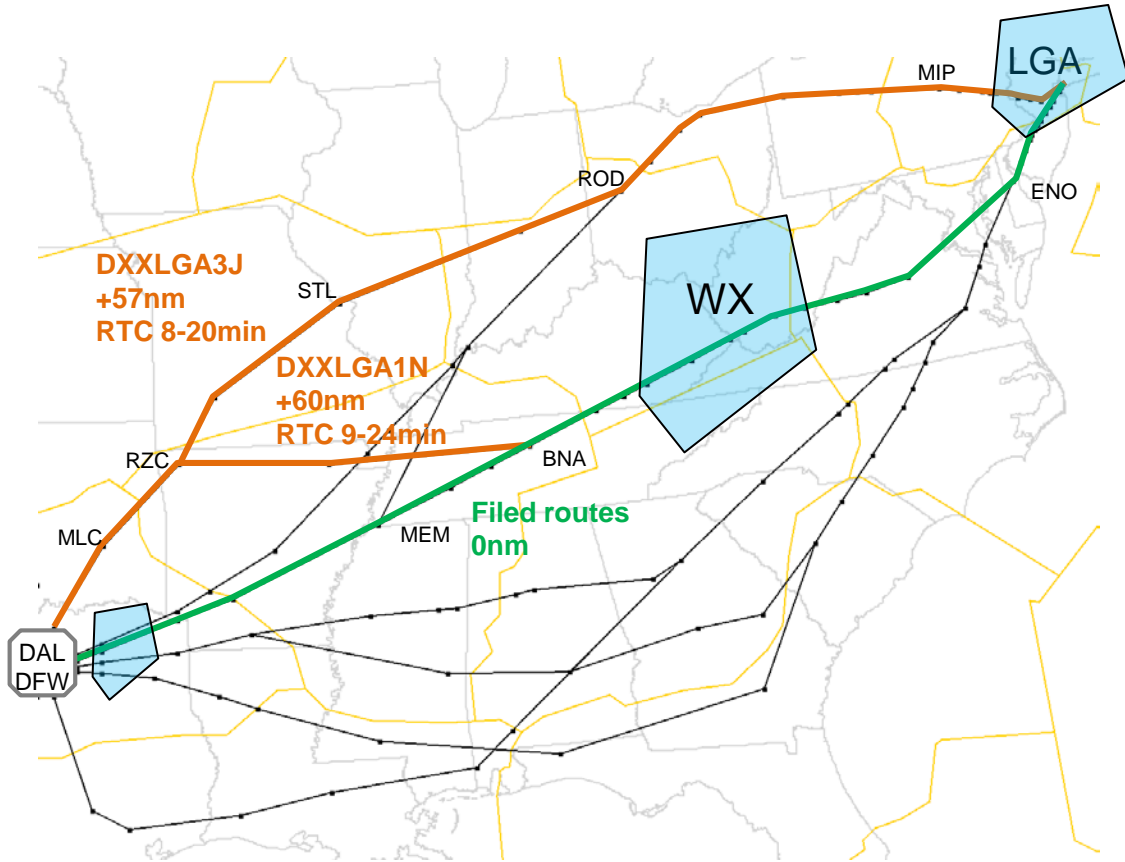 LGA
MIP
ROD
ENO
DXXLGA3J
+57nm
RTC 8-20min
STL
WX
DXXLGA1N
+60nm
RTC 9-24min
RZC
BNA
MEM
Filed routes
0nm
MLC
DAL
DFW